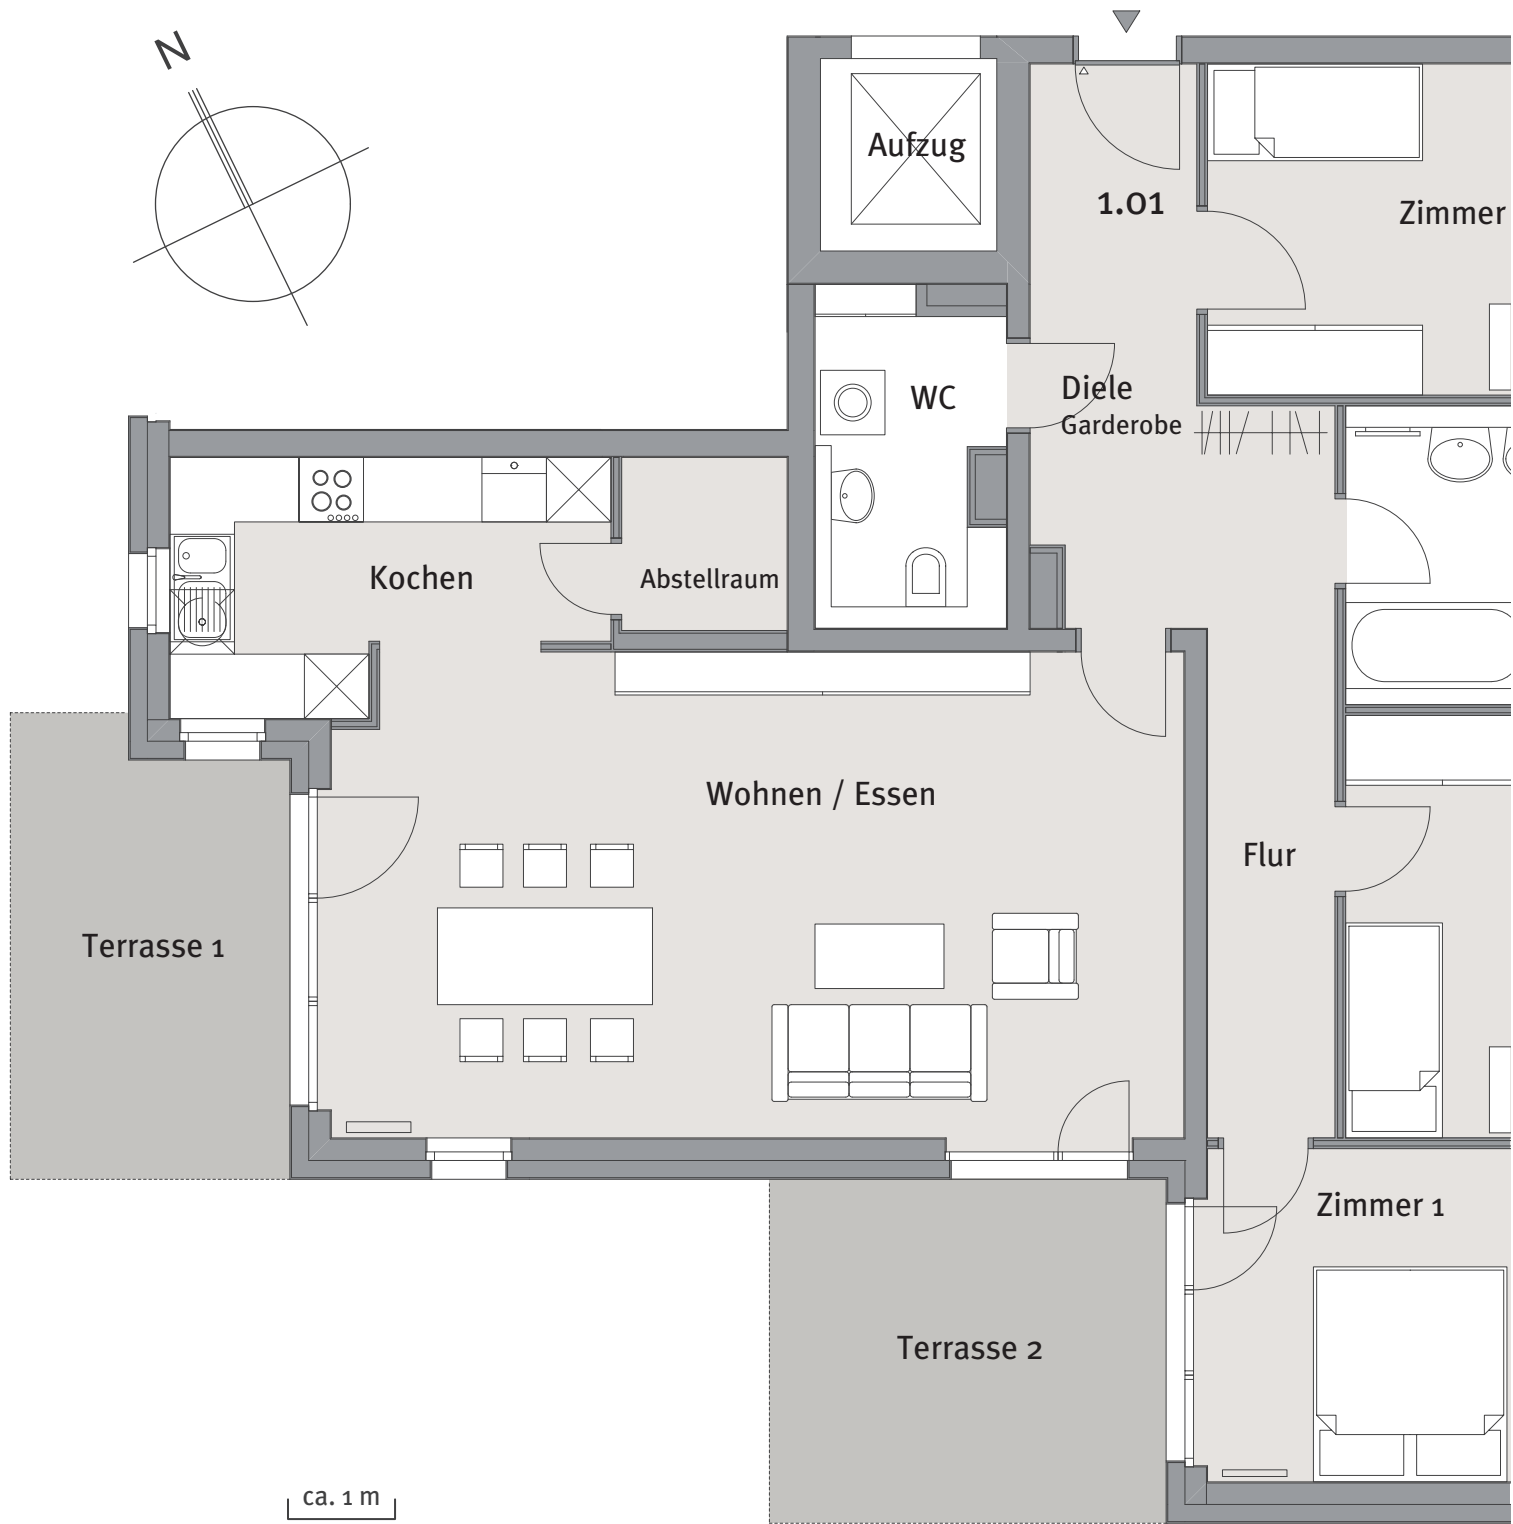 N
Aufzug
1.01
Zimmer
WC
Diele
Garderobe
Kochen
Abstellraum
Wohnen / Essen
Flur
Terrasse 1
Zimmer 1
Terrasse 2
ca. 1 m